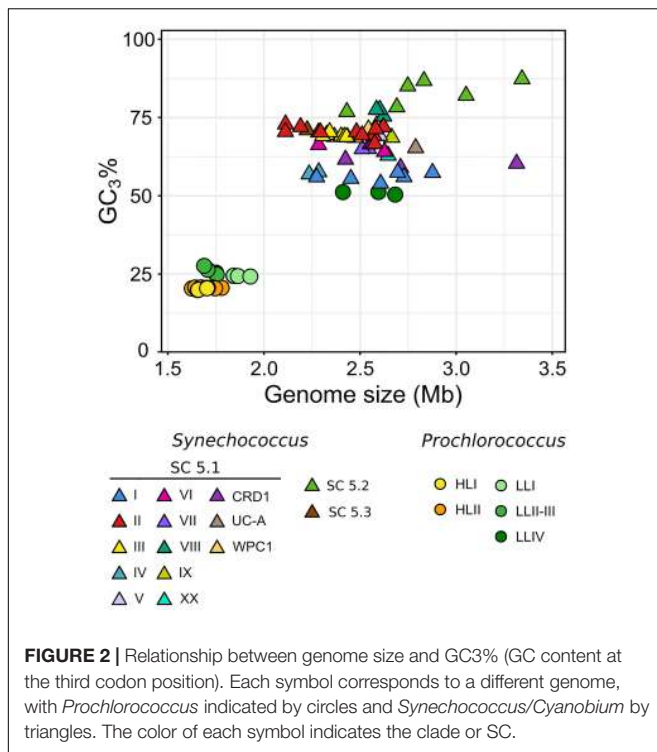 100
75
50
25
0
GC3%
1.5 2.0 2.5 3.0 3.5
Genome size (Mb)
Synechococcus Prochlorococcus
SC 5.1
I VI CRD1
II VII UC-A
III VIII WPC1
IV IX
V XX
SC 5.2
SC 5.3
HLI LLI
HLII LLII-III
LLIV
FIGURE 2 | Relationship between genome size and GC3% (GC content at
the third codon position). Each symbol corresponds to a different genome,
with Prochlorococcus indicated by circles and Synechococcus/Cyanobium by
triangles. The color of each symbol indicates the clade or SC.